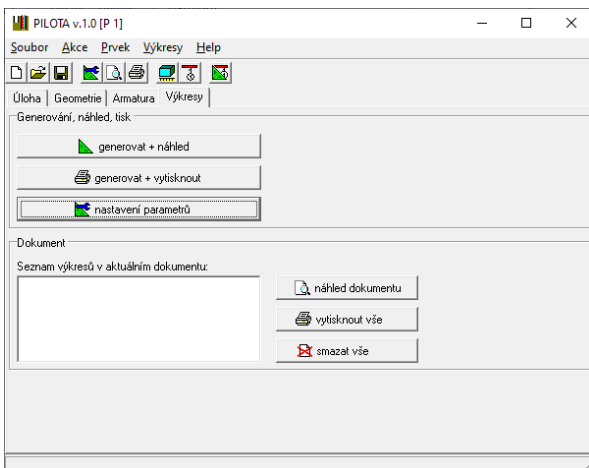 PILOTA v.1.0 [P 1]
Soubor Akce Prvek Výkresy Help
Úloha Geometrie Armatura Výkresy
Generování, náhled, tisk
generovat + náhled
generovat + vytisknout
nastavení parametrů
Dokument
Seznam výkresů v aktuálním dokumentu:
náhled dokumentu
vytisknout vše
smazat vše